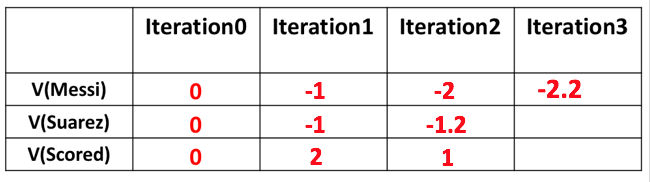 Iteration0 Iteration1 Iteration2 Iteration3
V(Messi) 0 -1 -2 -2.2
V(Suarez) 0 -1 -1.2
V(Scored) 0 2 1